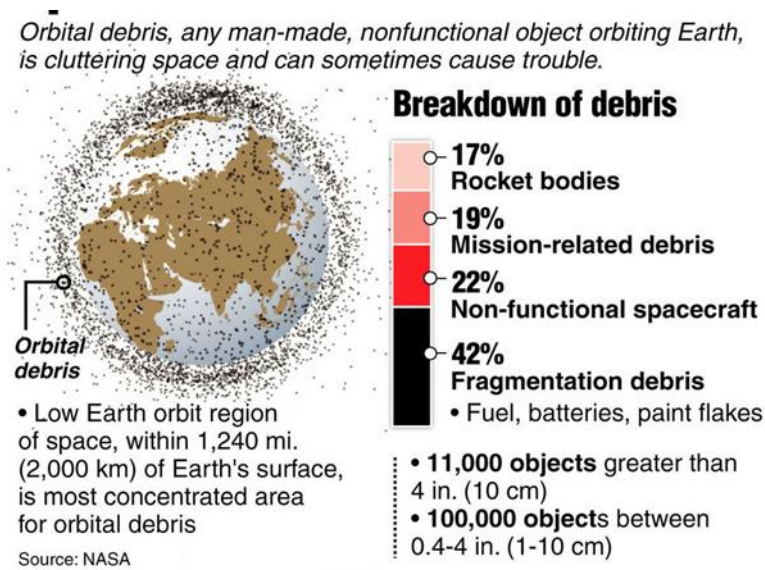 Orbital debris, any man-made, nonfunctional object orbiting Earth,
is cluttering space and can sometimes cause trouble.
Breakdown of debris
17%
Rocket bodies
19%
Mission-related debris
22%
Non-functional spacecraft
42%
Fragmentation debris
• Fuel, batteries, paint flakes
Orbital
debris
• Low Earth orbit region
of space, within 1,240 mi.
(2,000 km) of Earth's surface,
is most concentrated area
for orbital debris
• 11,000 objects greater than
4 in. (10 cm)
• 100,000 objects between
0.4-4 in. (1-10 cm)
Source: NASA